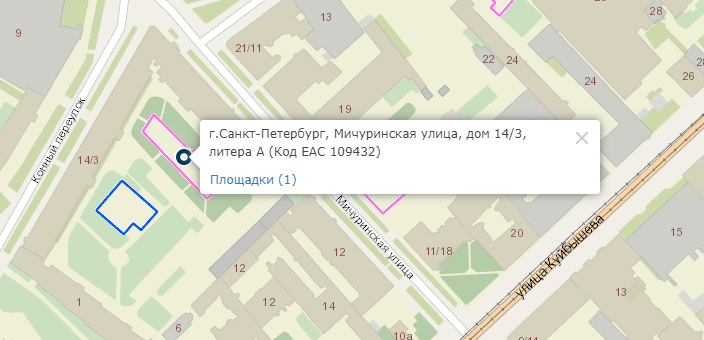 9
13
28
26
24
28
21/11
19
г.Санкт-Петербург, Мичуринская улица, дом 14/3,
литера А (Код ЕАС 109432)
Площадки (1)
Конный переулок
14/3
Мичуринская улица
улица Куйбышева
20
15
11/18
12
12
12
12
13
1
6
10а